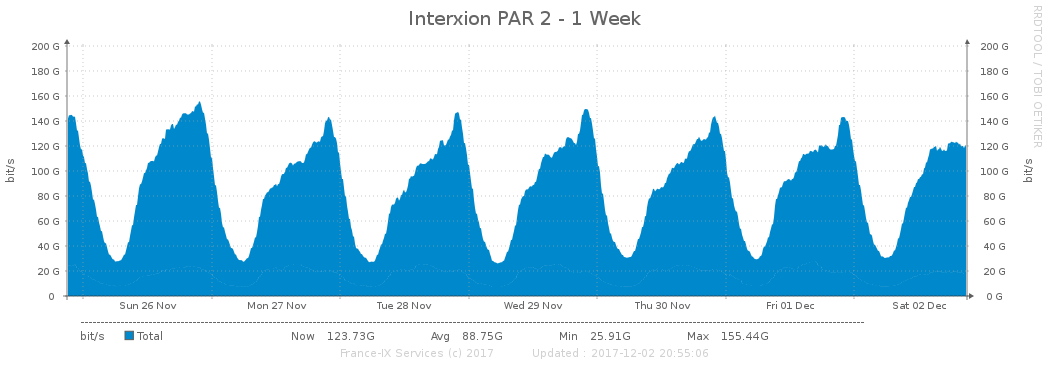 Interxion PAR 2 - 1 Week
RRDTOOL / TOBI OETIKER
200 G 200 G
180 G 180 G
160 G 160 G
140 G 140 G
120 G 120 G
100 G 100 G
80 G 80 G
60 G 60 G
40 G 40 G
20 G 20 G
0 0 G
bit/s bit/s
Sun 26 Nov Mon 27 Nov Tue 28 Nov Wed 29 Nov Thu 30 Nov Fri 01 Dec Sat 02 Dec
bit/s Total Now 123.73G Avg 88.75G Min 25.91G Max 155.44G
France-IX Services (c) 2017 Updated : 2017-12-02 20:55:06